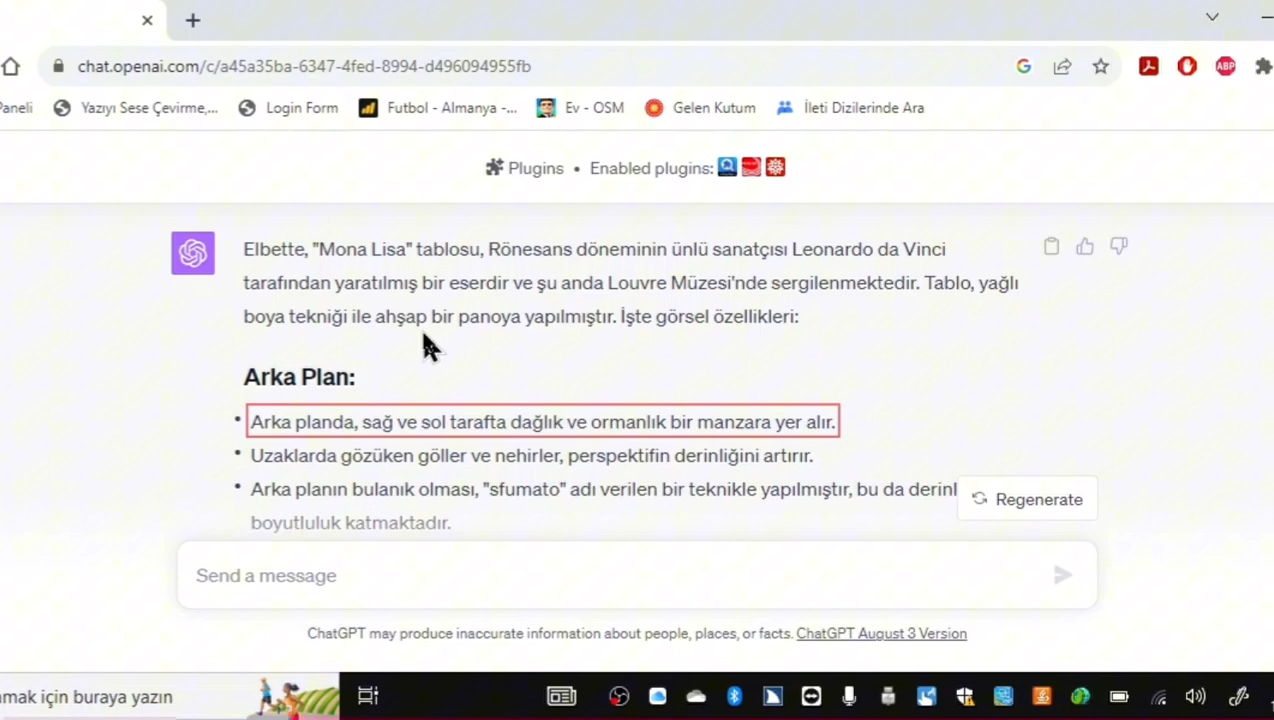 chat.openai.com/c/a45a35ba-6347-4fed-8994-d496094955fb
Paneli Yazıyı Sese Çevirme,... Login Form Futbol - Almanya -... Ev - OSM Gelen Kutum İleti Dizilerinde Ara
Plugins • Enabled plugins:
Elbette, "Mona Lisa" tablosu, Rönesans döneminin ünlü sanatçısı Leonardo da Vinci
tarafından yaratılmış bir eserdir ve şu anda Louvre Müzesi'nde sergilenmektedir. Tablo, yağlı
boya tekniği ile ahşap bir panoya yapılmıştır. İşte görsel özellikleri:
Arka Plan:
• Arka planda, sağ ve sol tarafta dağlık ve ormanlık bir manzara yer alır.
• Uzaklarda gözüken göller ve nehirler, perspektifin derinliğini artırır.
• Arka planın bulanık olması, "sfumato" adı verilen bir teknikle yapılmıştır, bu da derinl
boyutluluk katmaktadır.
Regenerate
Send a message
ChatGPT may produce inaccurate information about people, places, or facts. ChatGPT August 3 Version
amak için buraya yazın
ABP